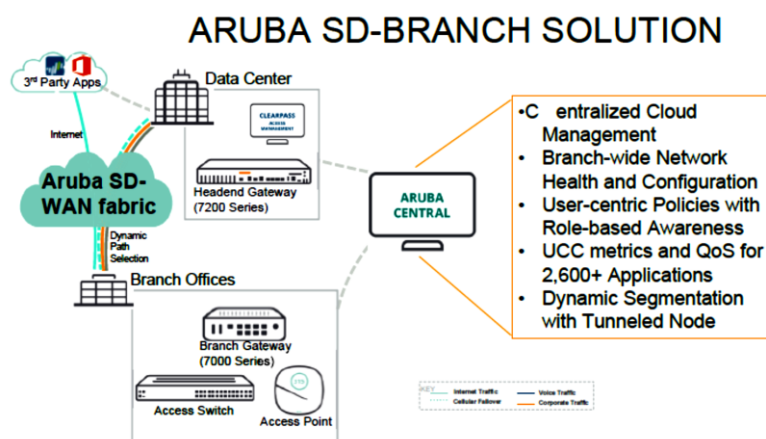 ARUBA SD-BRANCH SOLUTION
3rd Party Apps
Data Center
CLEARPASS
ACCESS
MANAGEMENT
Internet
Headend Gateway
(7200 Series)
Aruba SD-
WAN fabric
Dynamic
Path
Selection
Branch Offices
Branch Gateway
(7000 Series)
Access Switch
Access Point
ARUBA
CENTRAL
•C entralized Cloud
Management
• Branch-wide Network
Health and Configuration
• User-centric Policies with
Role-based Awareness
• UCC metrics and QoS for
2,600+ Applications
• Dynamic Segmentation
with Tunneled Node
KEY
Internet Traffic
Voice Traffic
Cellular Failover
Corporate Traffic